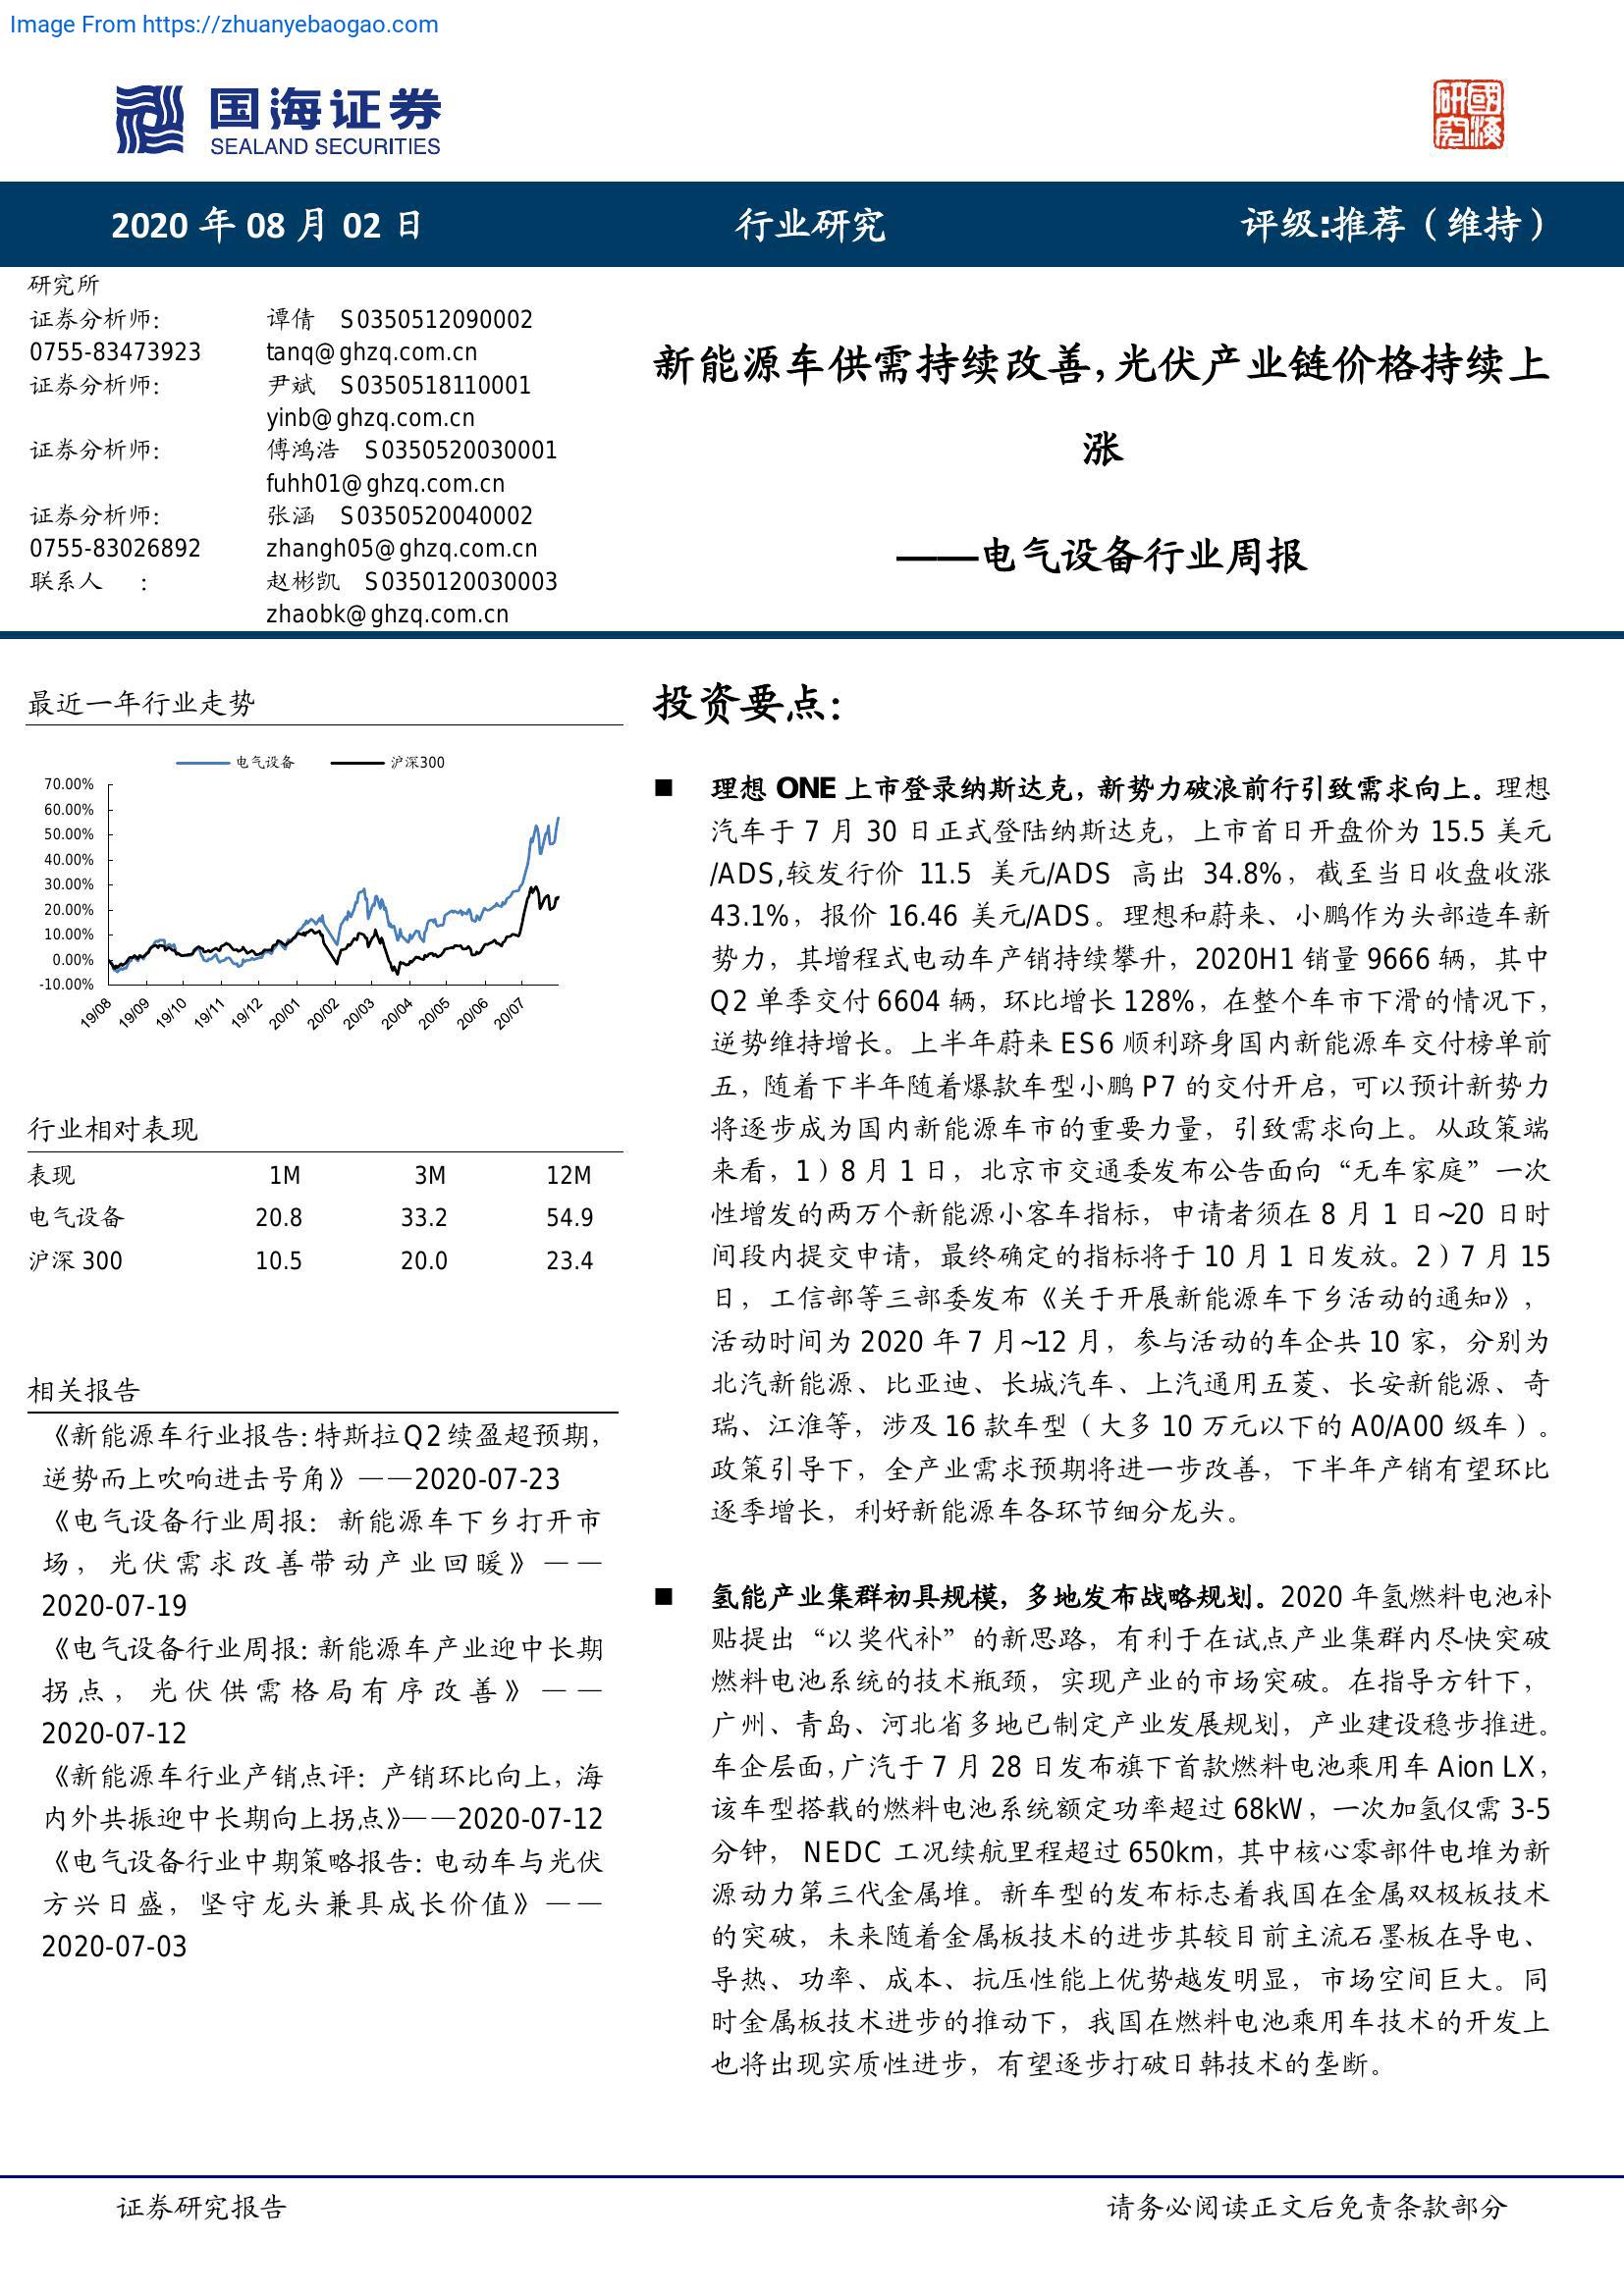 Image From https://zhuanyebaogao.com
国海证券
SEALAND SECURITIES
研究
國海
2020 年 08 月 02 日
行业研究
评级:推荐（维持）
研究所
证券分析师: 谭倩 S0350512090002
0755-83473923 tanq@ghzq.com.cn
证券分析师: 尹斌 S0350518110001
yinb@ghzq.com.cn
证券分析师: 傅鸿浩 S0350520030001
fuhh01@ghzq.com.cn
证券分析师: 张涵 S0350520040002
0755-83026892 zhangh05@ghzq.com.cn
联系人 : 赵彬凯 S0350120030003
zhaobk@ghzq.com.cn
新能源车供需持续改善,光伏产业链价格持续上
涨
——电气设备行业周报
最近一年行业走势
电气设备 沪深300
70.00%
60.00%
50.00%
40.00%
30.00%
20.00%
10.00%
0.00%
-10.00%
19/08 19/09 19/10 19/11 19/12 20/01 20/02 20/03 20/04 20/05 20/06 20/07
行业相对表现
表现 1M 3M 12M
电气设备 20.8 33.2 54.9
沪深 300 10.5 20.0 23.4
相关报告
《新能源车行业报告:特斯拉Q2续盈超预期,
逆势而上吹响进击号角》——2020-07-23
《电气设备行业周报：新能源车下乡打开市
场，光伏需求改善带动产业回暖》——
2020-07-19
《电气设备行业周报:新能源车产业迎中长期
拐点，光伏供需格局有序改善》——
2020-07-12
《新能源车行业产销点评：产销环比向上，海
内外共振迎中长期向上拐点》——2020-07-12
《电气设备行业中期策略报告:电动车与光伏
方兴日盛，坚守龙头兼具成长价值》——
2020-07-03
投资要点:
■ 理想 ONE 上市登录纳斯达克，新势力破浪前行引致需求向上。理想
汽车于 7 月 30 日正式登陆纳斯达克，上市首日开盘价为 15.5 美元
/ADS,较发行价 11.5 美元/ADS 高出 34.8%，截至当日收盘收涨
43.1%，报价 16.46 美元/ADS。理想和蔚来、小鹏作为头部造车新
势力，其增程式电动车产销持续攀升，2020H1 销量 9666 辆，其中
Q2 单季交付 6604 辆，环比增长 128%，在整个车市下滑的情况下，
逆势维持增长。上半年蔚来 ES6 顺利跻身国内新能源车交付榜单前
五，随着下半年随着爆款车型小鹏 P7 的交付开启，可以预计新势力
将逐步成为国内新能源车市的重要力量，引致需求向上。从政策端
来看，1）8 月 1 日，北京市交通委发布公告面向“无车家庭”一次
性增发的两万个新能源小客车指标，申请者须在 8 月 1 日~20 日时
间段内提交申请，最终确定的指标将于 10 月 1 日发放。2）7 月 15
日，工信部等三部委发布《关于开展新能源车下乡活动的通知》，
活动时间为 2020 年 7 月~12 月，参与活动的车企共 10 家，分别为
北汽新能源、比亚迪、长城汽车、上汽通用五菱、长安新能源、奇
瑞、江淮等，涉及 16 款车型（大多 10 万元以下的 A0/A00 级车）。
政策引导下，全产业需求预期将进一步改善，下半年产销有望环比
逐季增长，利好新能源车各环节细分龙头。
■ 氢能产业集群初具规模，多地发布战略规划。2020 年氢燃料电池补
贴提出“以奖代补”的新思路，有利于在试点产业集群内尽快突破
燃料电池系统的技术瓶颈，实现产业的市场突破。在指导方针下，
广州、青岛、河北省多地已制定产业发展规划，产业建设稳步推进。
车企层面,广汽于 7 月 28 日发布旗下首款燃料电池乘用车 Aion LX，
该车型搭载的燃料电池系统额定功率超过 68kW，一次加氢仅需 3-5
分钟， NEDC 工况续航里程超过 650km，其中核心零部件电堆为新
源动力第三代金属堆。新车型的发布标志着我国在金属双极板技术
的突破，未来随着金属板技术的进步其较目前主流石墨板在导电、
导热、功率、成本、抗压性能上优势越发明显，市场空间巨大。同
时金属板技术进步的推动下，我国在燃料电池乘用车技术的开发上
也将出现实质性进步，有望逐步打破日韩技术的垄断。
证券研究报告
请务必阅读正文后免责条款部分